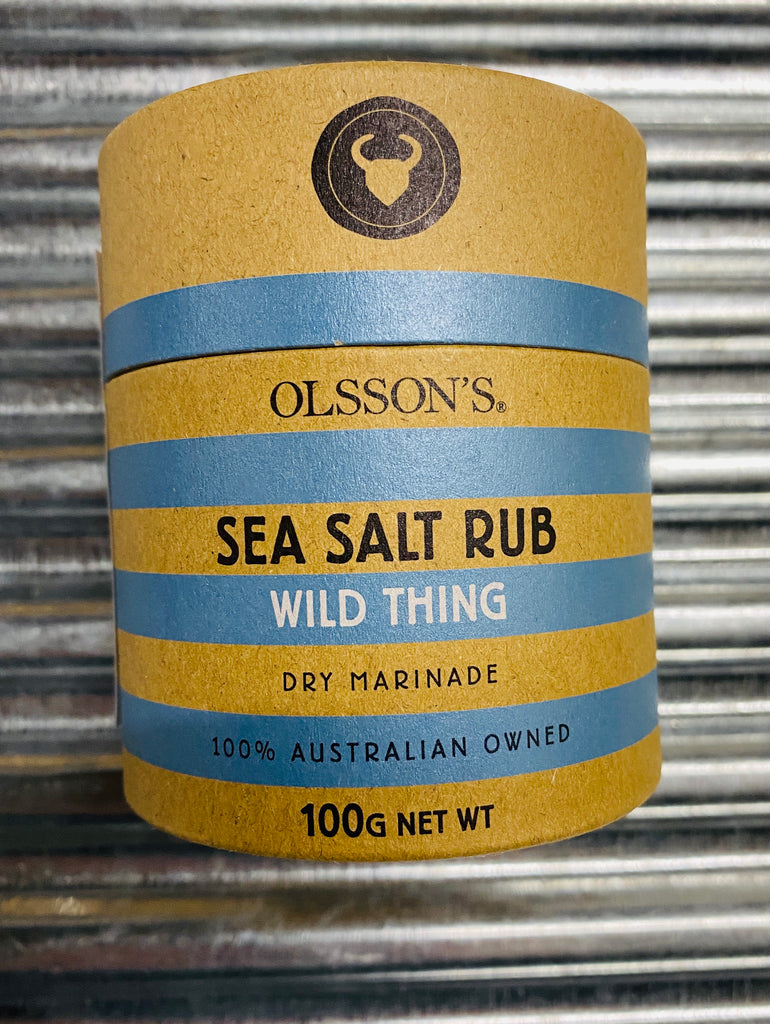 OLSSON'S®
SEA SALT RUB
WILD THING
DRY MARINADE
100% AUSTRALIAN OWNED
100G NET WT